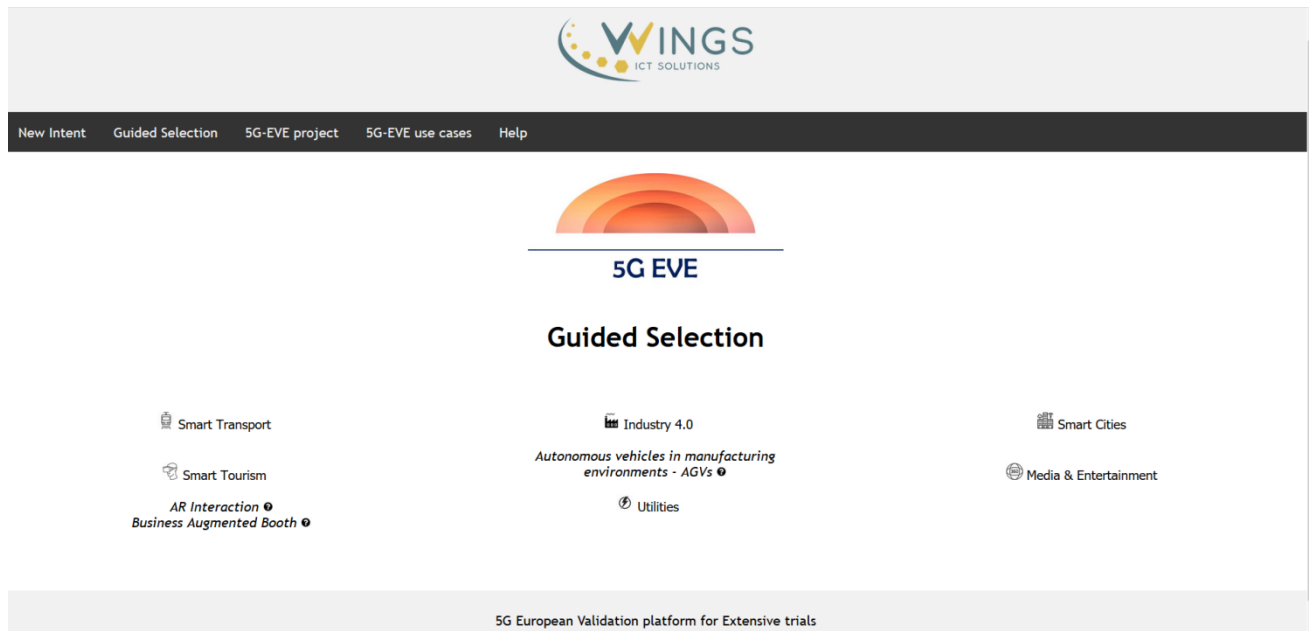 WINGS
ICT SOLUTIONS
New Intent Guided Selection 5G-EVE project 5G-EVE use cases Help
5G EVE
Guided Selection
Smart Transport
Smart Tourism
AR Interaction
Business Augmented Booth
Industry 4.0
Autonomous vehicles in manufacturing
environments - AGVs
Utilities
Smart Cities
Media & Entertainment
5G European Validation platform for Extensive trials